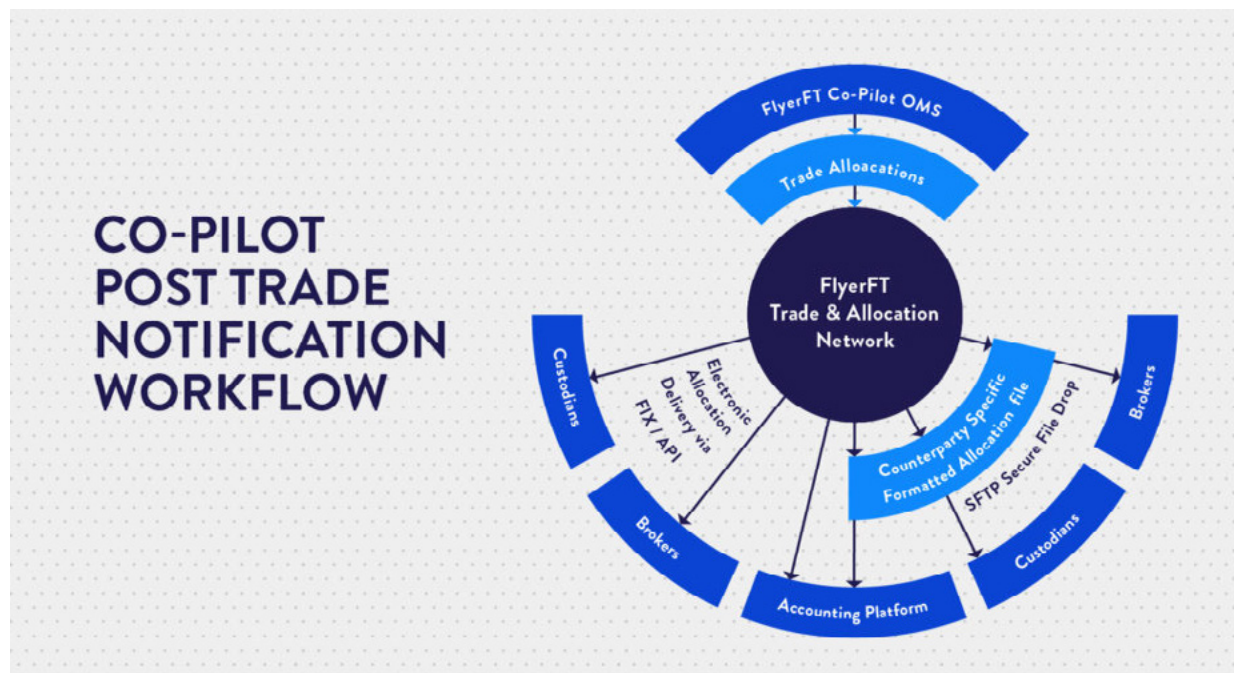 CO-PILOT
POST TRADE
NOTIFICATION
WORKFLOW
FlyerFT Co-Pilot OMS
Trade Alloacations
FlyerFT
Trade & Allocation
Network
Custodians
Electronic
Allocation
Delivery via
FIX / API
Brokers
Accounting Platform
Counterparty Specific
Formatted Allocation file
SFTP Secure File Drop
Custodians
Brokers